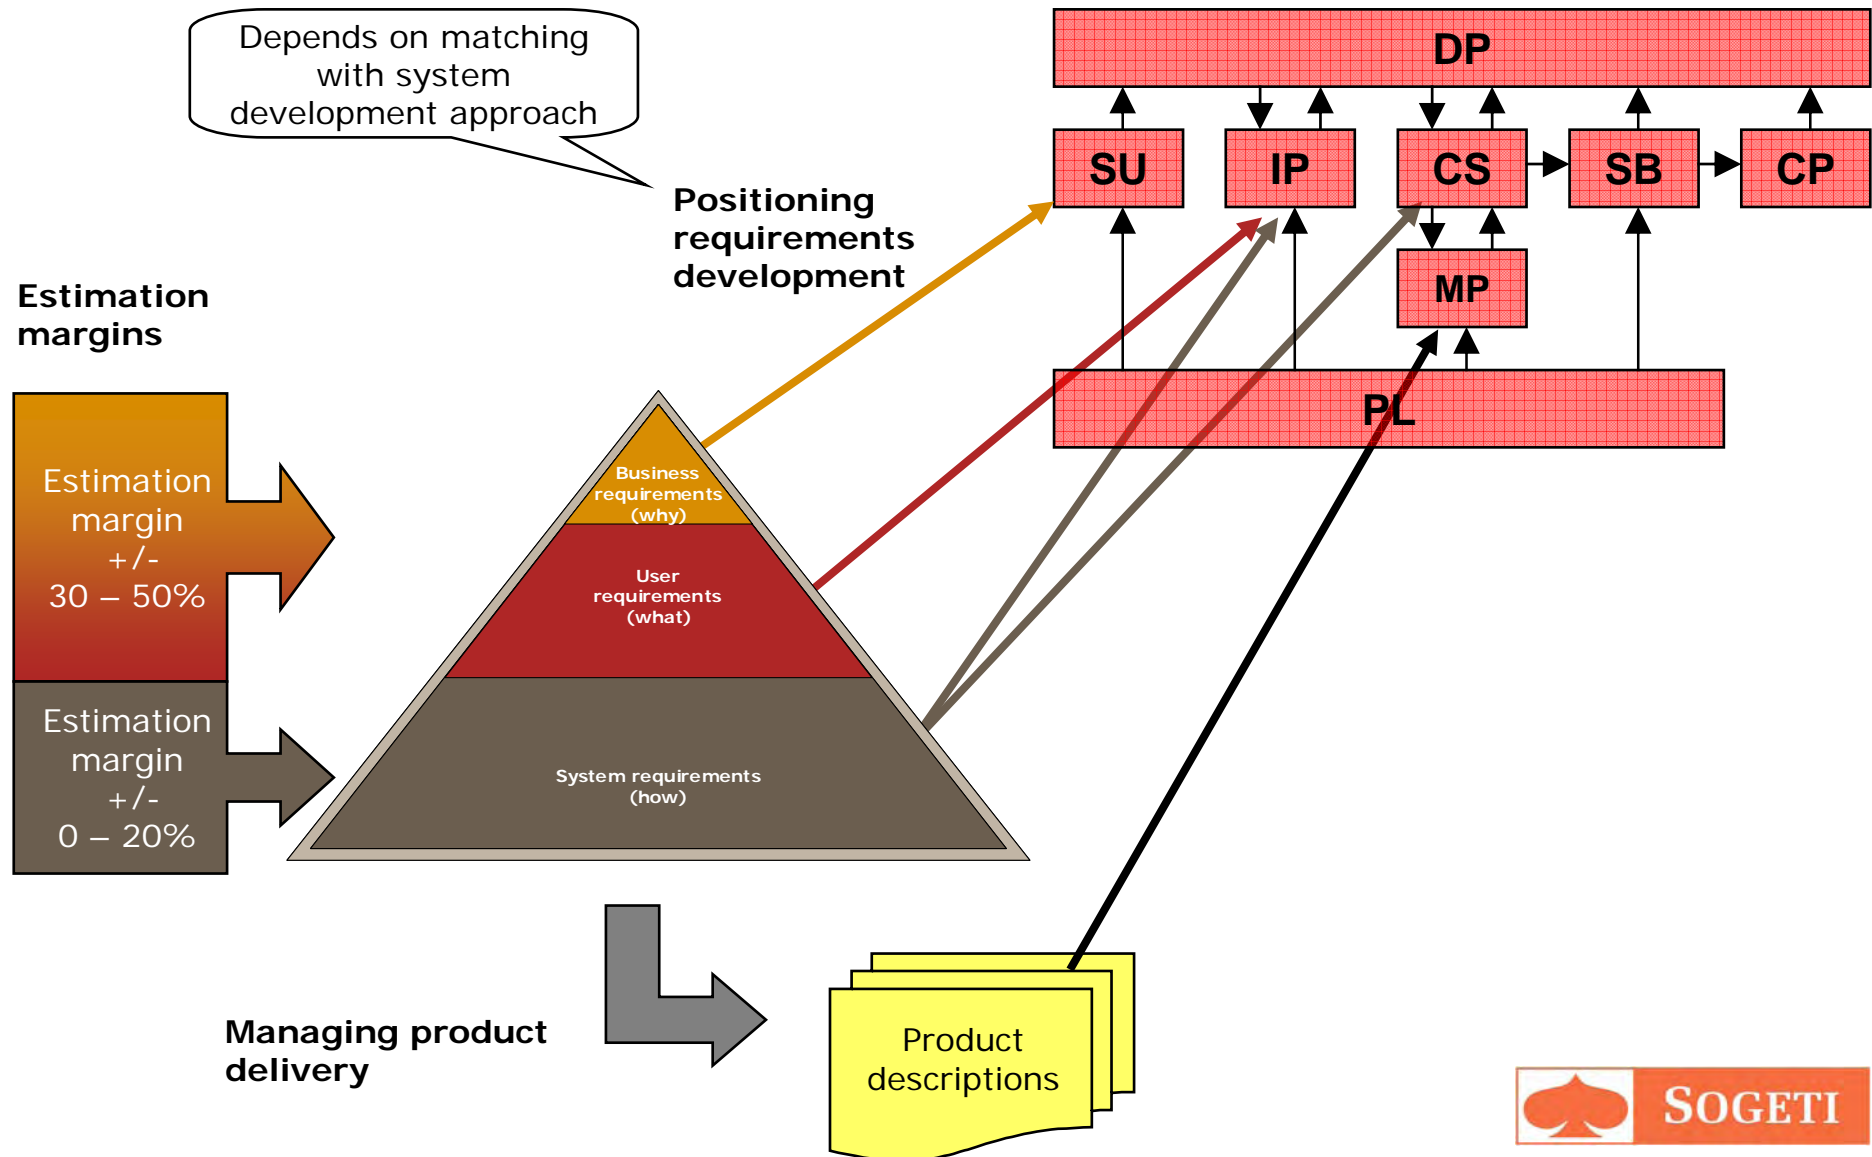 Depends on matching
with system
development approach
DP
SU
IP
CS
SB
CP
Positioning
requirements
development
MP
Estimation
margins
PL
Estimation
margin
+/-
30 – 50%
Business
requirements
(why)
User
requirements
(what)
Estimation
margin
+/-
0 – 20%
System requirements
(how)
Managing product
delivery
Product
descriptions
SOGETI